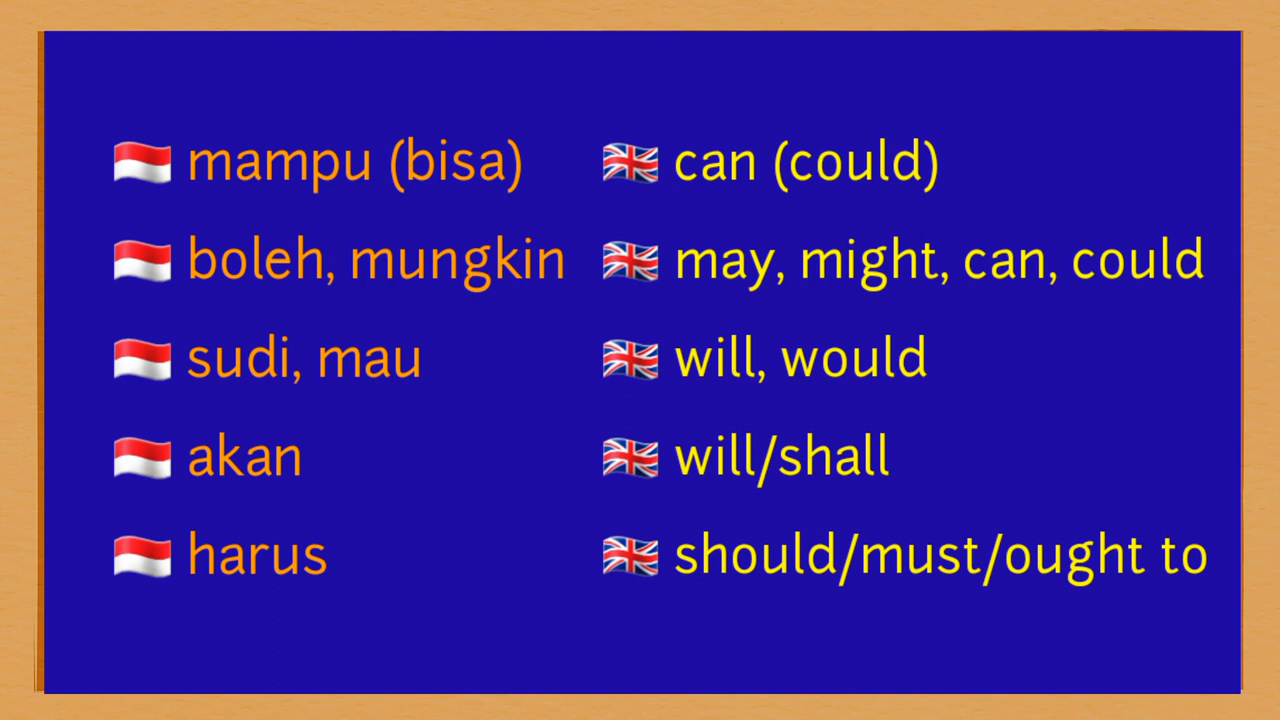 mampu (bisa) can (could)
boleh, mungkin may, might, can, could
sudi, mau will, would
akan will/shall
harus should/must/ought to